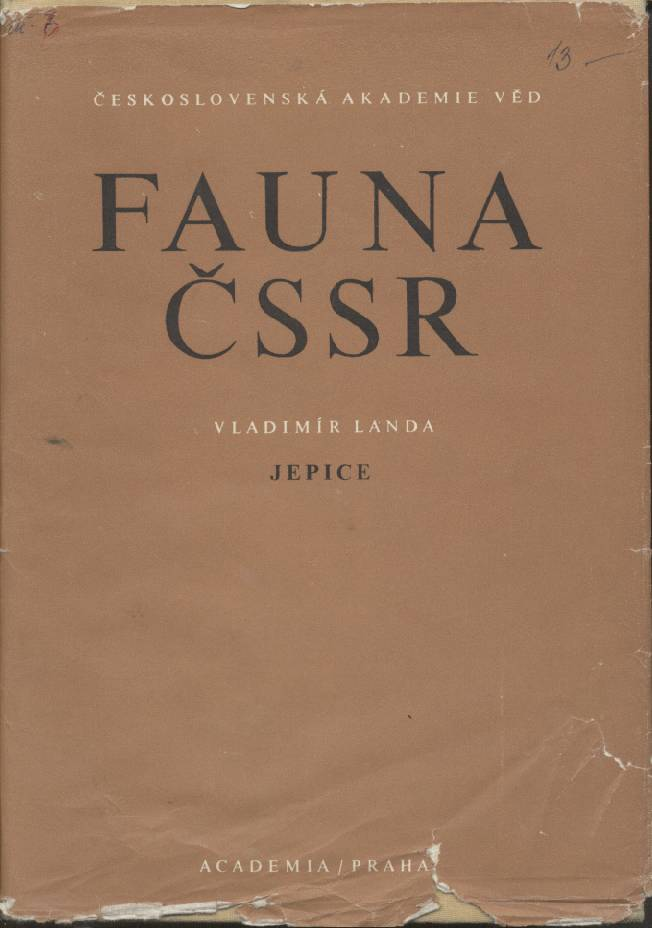 13 —
ČESKOSLOVENSKÁ AKADEMIE VĚD
FAUNA
ČSSR
VLADIMÍR LANDA
JEPICE
ACADEMIA / PRAHA